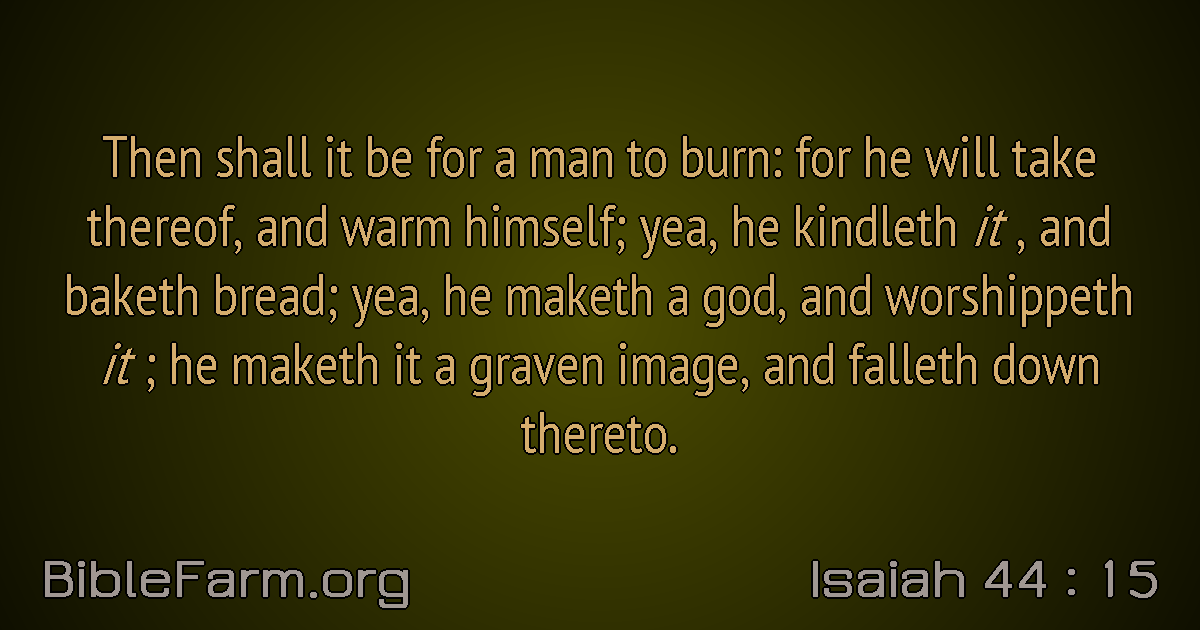 Then shall it be for a man to burn: for he will take
thereof, and warm himself; yea, he kindleth it , and
baketh bread; yea, he maketh a god, and worshippeth
it ; he maketh it a graven image, and falleth down
thereto.
BibleFarm.org
Isaiah 44 : 15